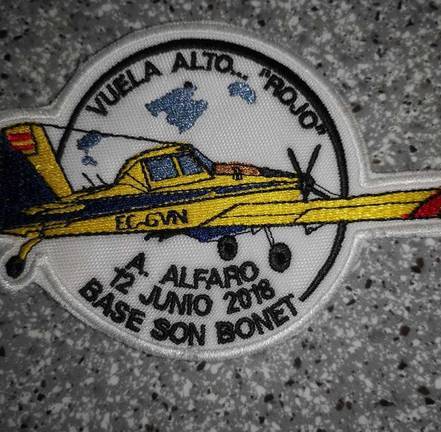 VUELA ALTO... "ROJO"
EC-GVN
A. ALFARO
12 JUNIO 2018
BASE SON BONET